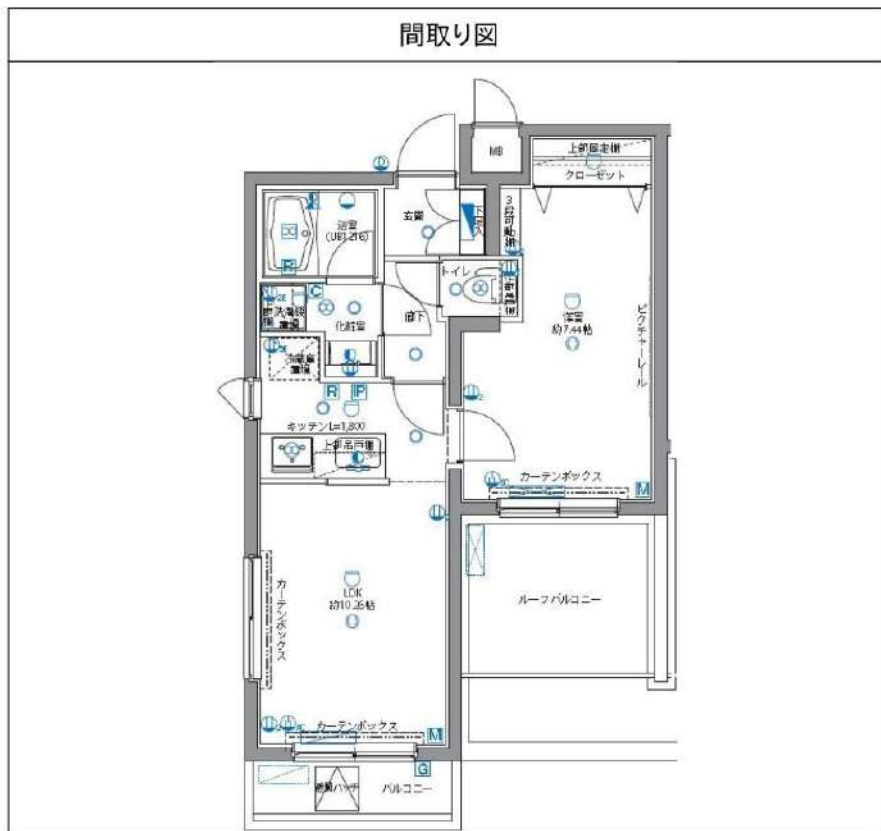 間取り図
MB
上部固定棚
クローゼット
3段可動棚
玄関
下足入
浴室
(UB1216)
トイレ
洗濯機
置場
化粧室
廊下
洋室
約7.44帖
ピクチャーレール
冷蔵庫
置場
R
C
R
IP
キッチンL=1,800
上部吊戸棚
カーテンボックス
M
LDK
約10.26帖
カーテンボックス
ルーフバルコニー
カーテンボックス
M
G
避難ハッチ
バルコニー